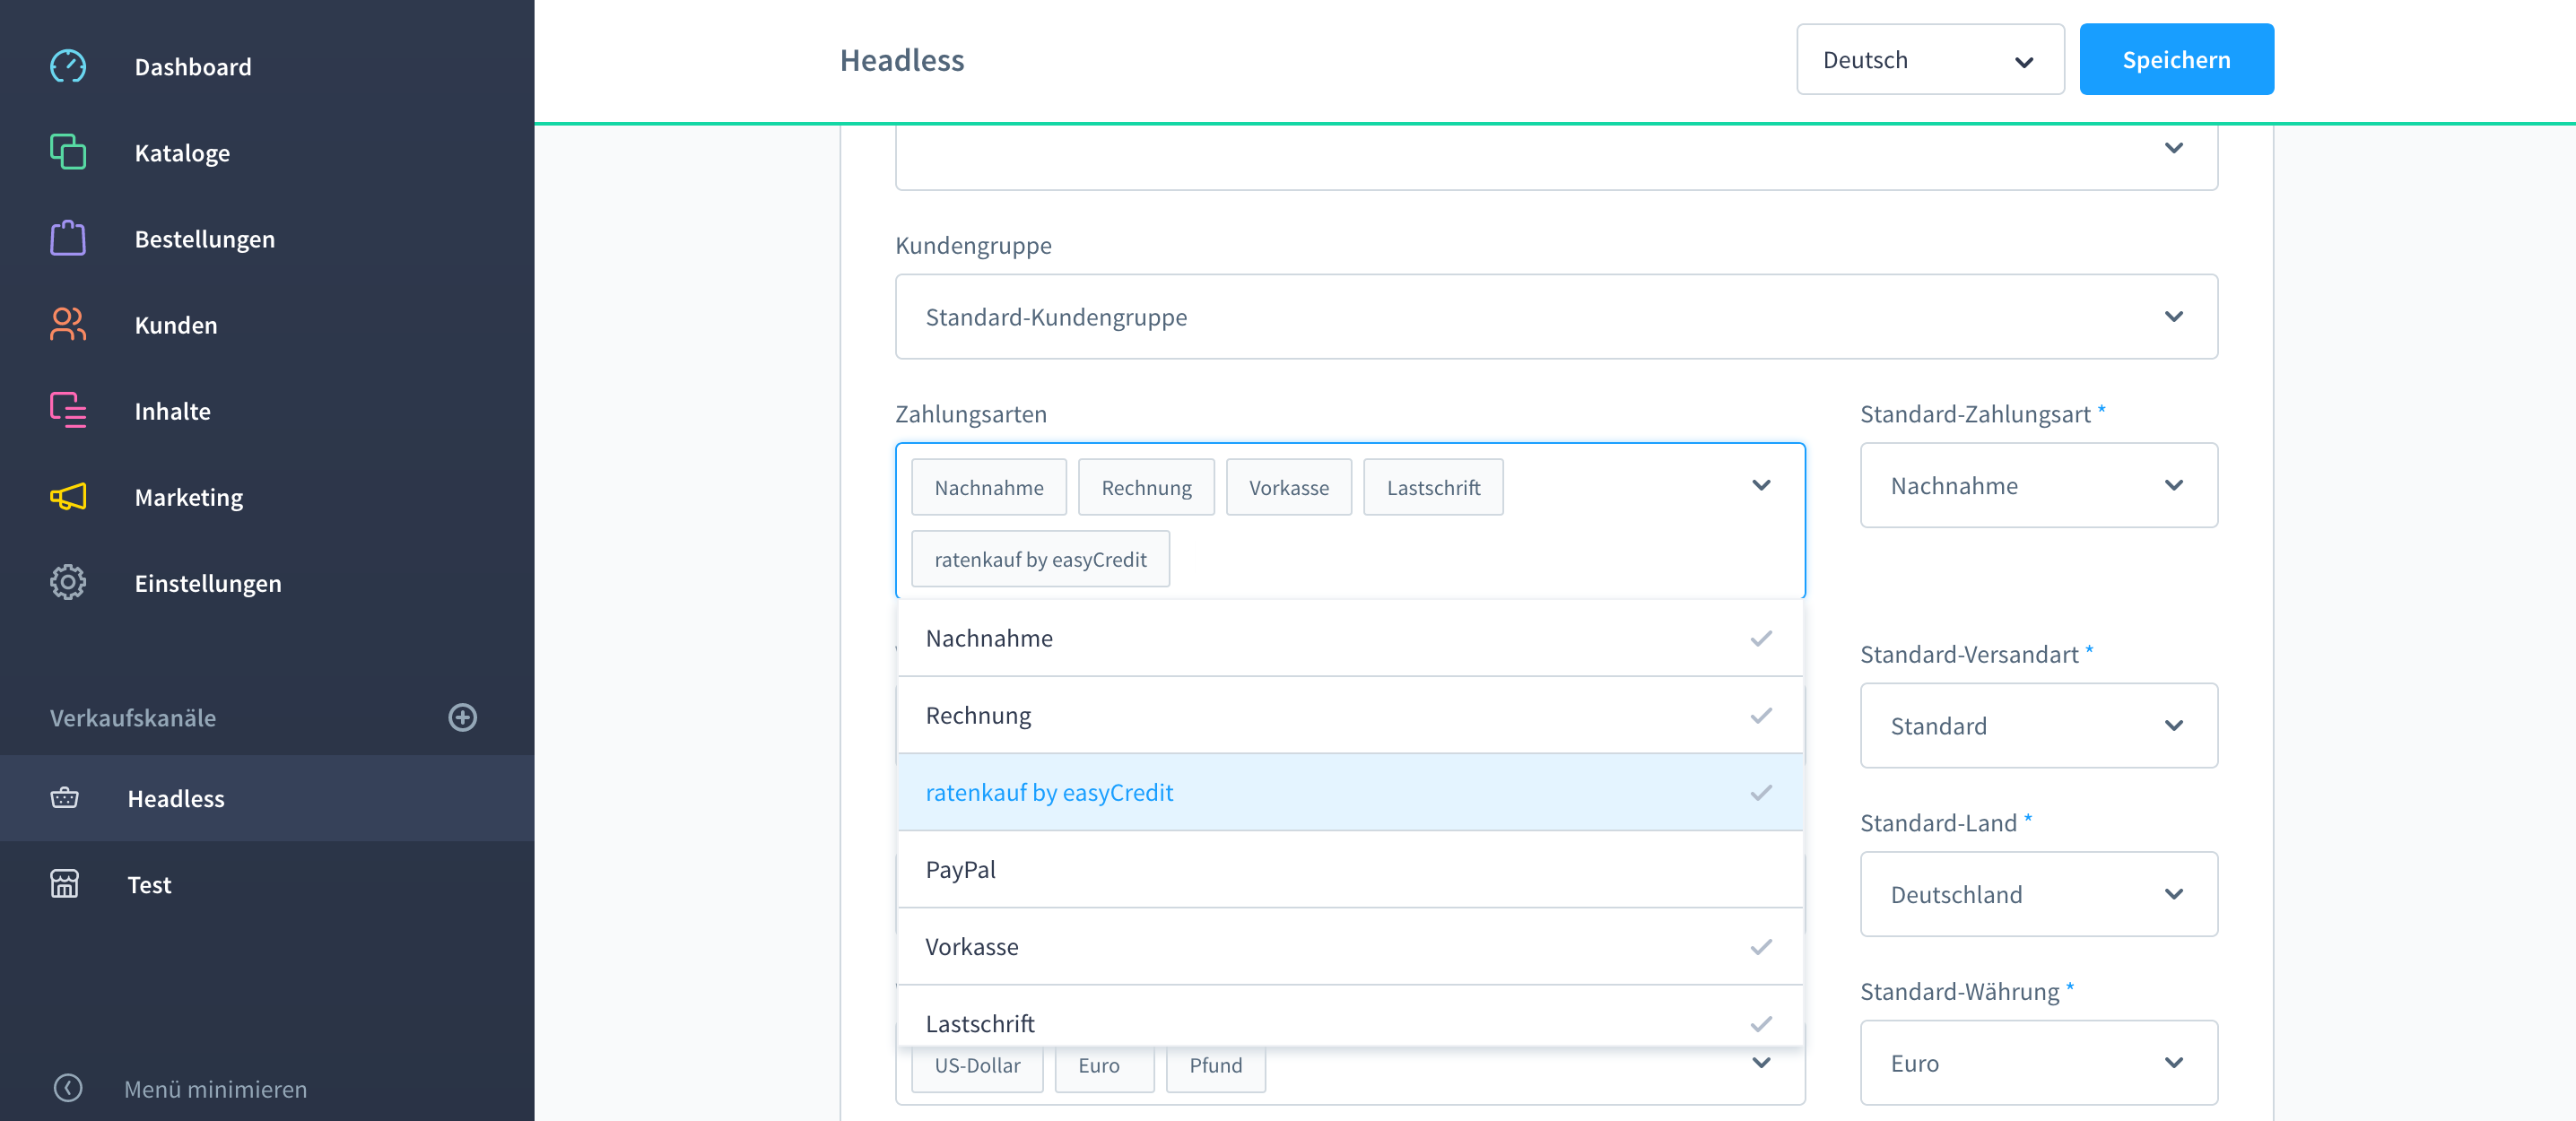 Dashboard
Kataloge
Bestellungen
Kunden
Inhalte
Marketing
Einstellungen
Verkaufskanäle
Headless
Test
Menü minimieren
Headless
Deutsch
Speichern
Kundengruppe
Standard-Kundengruppe
Zahlungsarten
Nachnahme Rechnung Vorkasse Lastschrift
ratenkauf by easyCredit
Nachnahme
Rechnung
ratenkauf by easyCredit
PayPal
Vorkasse
Lastschrift
US-Dollar Euro Pfund
Standard-Zahlungsart *
Nachnahme
Standard-Versandart *
Standard
Standard-Land *
Deutschland
Standard-Währung *
Euro